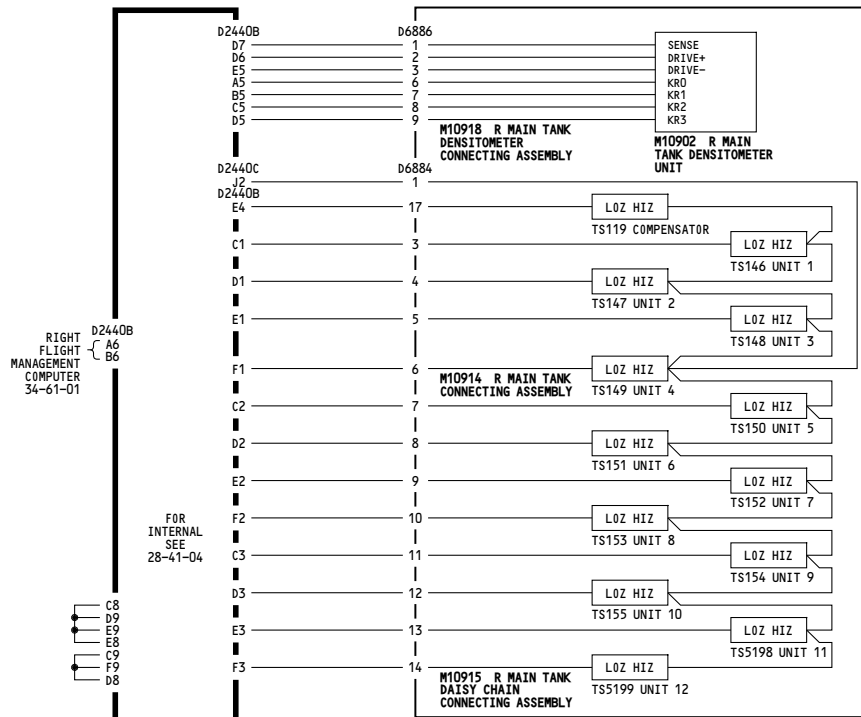 D2440B D6886
D7 1 SENSE
D6 2 DRIVE+
E5 3 DRIVE-
A5 6 KR0
B5 7 KR1
C5 8 KR2
D5 9 KR3
M10918 R MAIN TANK
DENSITOMETER
CONNECTING ASSEMBLY
M10902 R MAIN
TANK DENSITOMETER
UNIT
D2440C D6884
J2 1
D2440B
E4 17 LOZ HIZ
TS119 COMPENSATOR
C1 3 LOZ HIZ
TS146 UNIT 1
D1 4 LOZ HIZ
TS147 UNIT 2
E1 5 LOZ HIZ
TS148 UNIT 3
RIGHT
FLIGHT
MANAGEMENT
COMPUTER
34-61-01
D2440B
A6
B6
F1 6 LOZ HIZ
M10914 R MAIN TANK
CONNECTING ASSEMBLY
TS149 UNIT 4
C2 7 LOZ HIZ
TS150 UNIT 5
D2 8 LOZ HIZ
TS151 UNIT 6
E2 9 LOZ HIZ
TS152 UNIT 7
FOR
INTERNAL
SEE
28-41-04
F2 10 LOZ HIZ
TS153 UNIT 8
C3 11 LOZ HIZ
TS154 UNIT 9
D3 12 LOZ HIZ
TS155 UNIT 10
E3 13 LOZ HIZ
TS5198 UNIT 11
F3 14 LOZ HIZ
TS5199 UNIT 12
M10915 R MAIN TANK
DAISY CHAIN
CONNECTING ASSEMBLY
C8
D9
E9
E8
C9
F9
D8